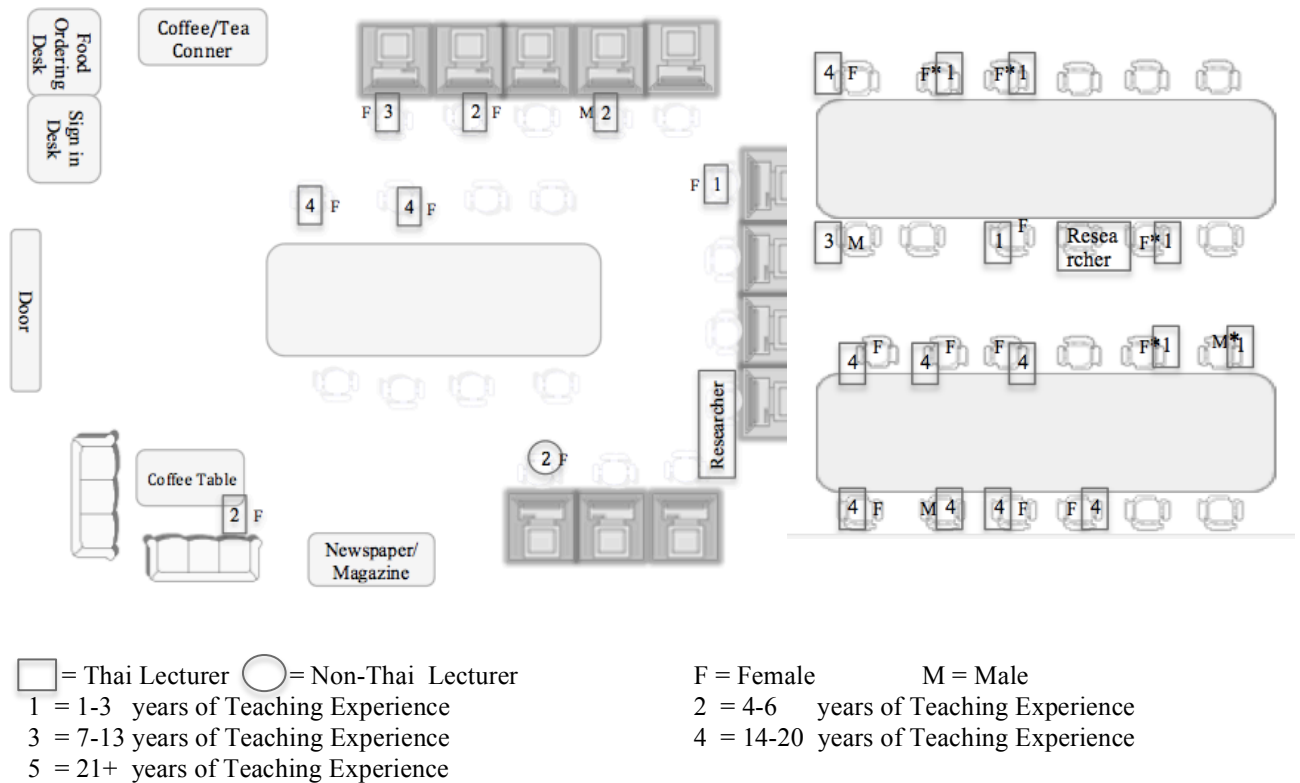 Food
Ordering
Desk
Sign in
Desk
Coffee/Tea
Conner
F 3
2 F
M 2
4 F
4 F
F 1
Door
Researcher
2 F
Coffee Table
2 F
Newspaper/
Magazine
4 F
F* 1
F* 1
3 M
F
1
Resea
rcher
F* 1
F
4
F
4
F
4
F* 1
M* 1
4 F
M 4
4 F
F 4
= Thai Lecturer = Non-Thai Lecturer
F = Female M = Male
1 = 1-3 years of Teaching Experience
2 = 4-6 years of Teaching Experience
3 = 7-13 years of Teaching Experience
4 = 14-20 years of Teaching Experience
5 = 21+ years of Teaching Experience